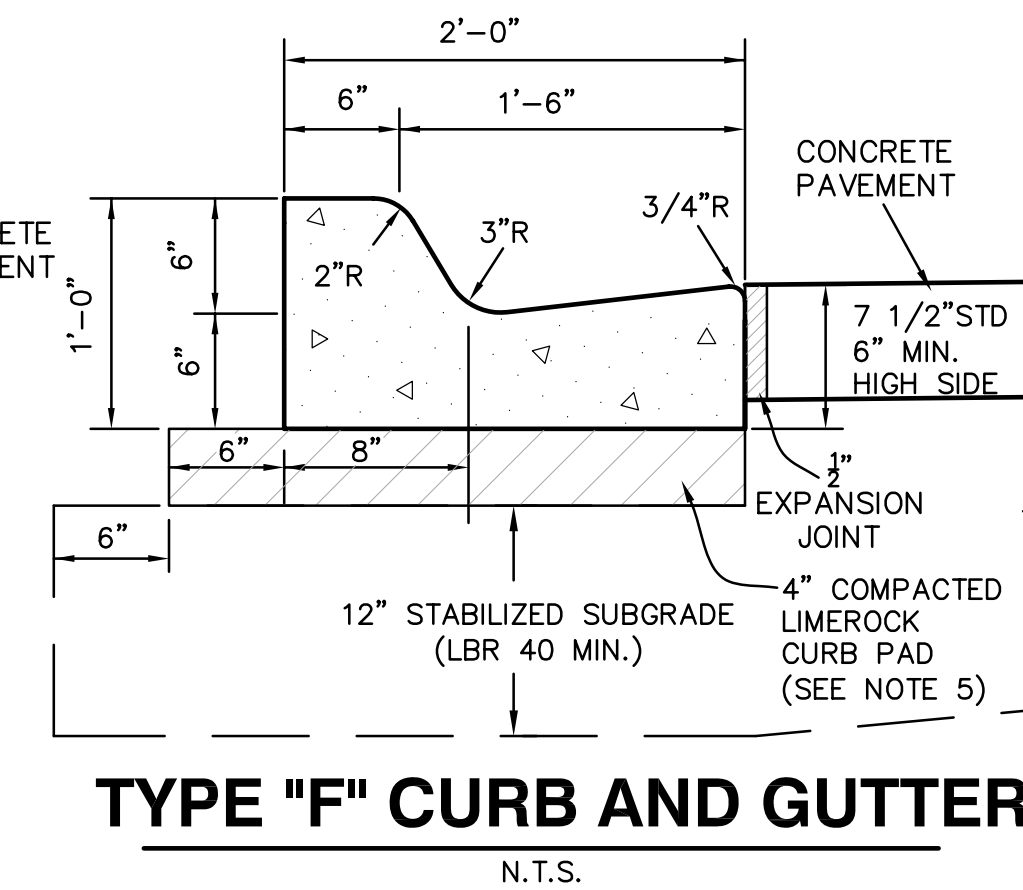 2'-0"
6"
1'-6"
CONCRETE
PAVEMENT
3/4"R
3"R
ETE
ENT
6"
2"R
1'-0"
7 1/2"STD
6" MIN.
HIGH SIDE
6"
6"
8"
1/2"
EXPANSION
JOINT
6"
4" COMPACTED
LIMEROCK
CURB PAD
(SEE NOTE 5)
12" STABILIZED SUBGRADE
(LBR 40 MIN.)
TYPE "F" CURB AND GUTTER
N.T.S.